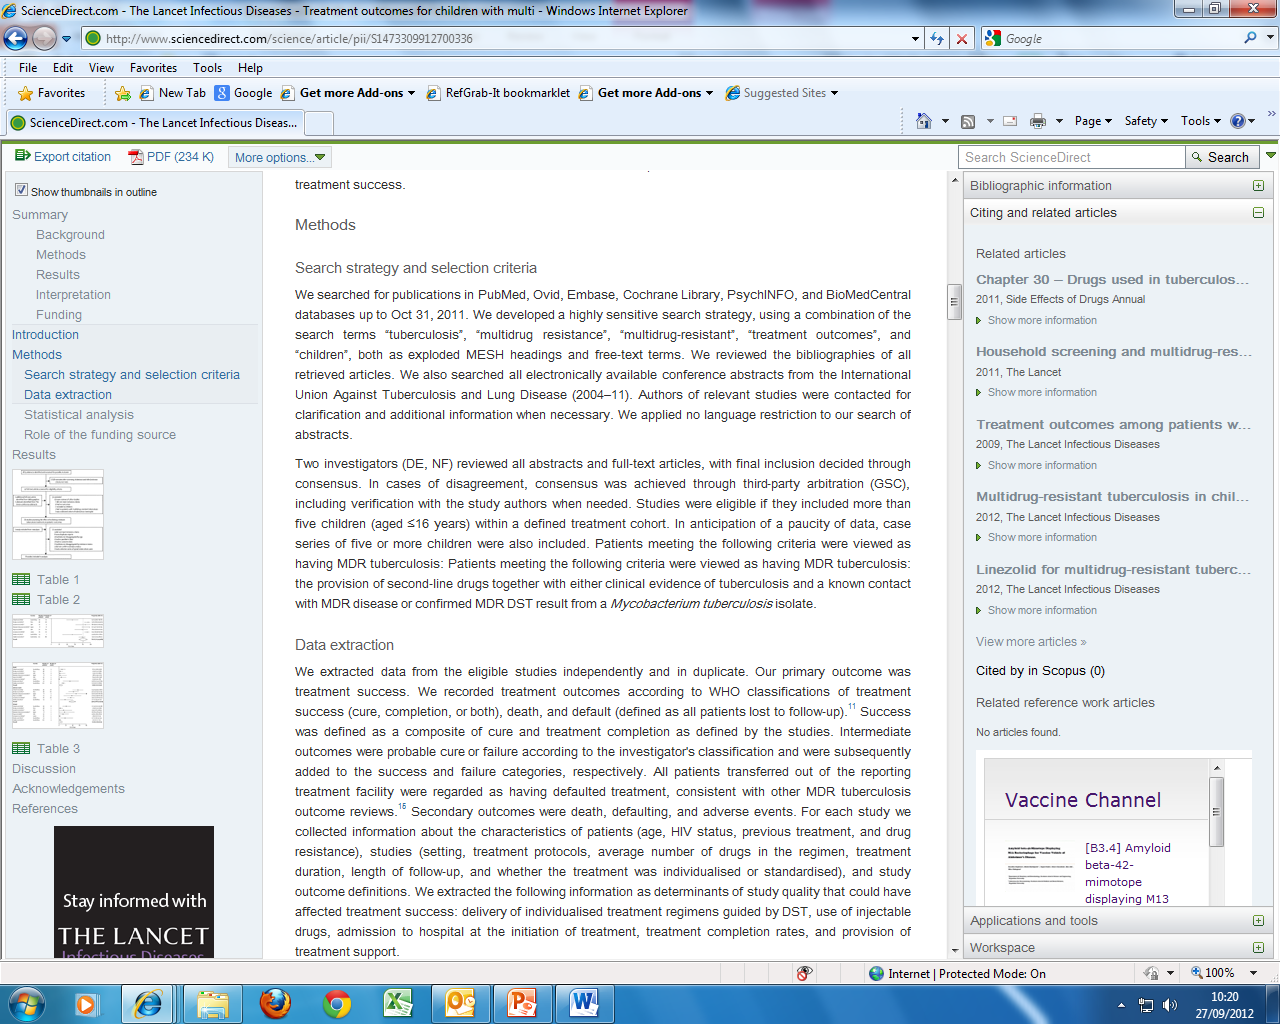 ScienceDirect.com - The Lancet Infectious Diseases - Treatment outcomes for children with multi - Windows Internet Explorer
http://www.sciencedirect.com/science/article/pii/S1473309912700336
Google
File Edit View Favorites Tools Help
Favorites New Tab Google Get more Add-ons RefGrab-It bookmarklet Get more Add-ons Suggested Sites
ScienceDirect.com - The Lancet Infectious Diseas...
Page Safety Tools
Export citation PDF (234 K) More options...
Search ScienceDirect Search
Show thumbnails in outline
Summary
Background
Methods
Results
Interpretation
Funding
Introduction
Methods
Search strategy and selection criteria
Data extraction
Statistical analysis
Role of the funding source
Results
Table 1
Table 2
Table 3
Discussion
Acknowledgements
References
Stay informed with
THE LANCET
Infectious Diseases
treatment success.
Methods
Search strategy and selection criteria
We searched for publications in PubMed, Ovid, Embase, Cochrane Library, PsychINFO, and BioMedCentral
databases up to Oct 31, 2011. We developed a highly sensitive search strategy, using a combination of the
search terms “tuberculosis”, “multidrug resistance”, “multidrug-resistant”, “treatment outcomes”, and
“children”, both as exploded MESH headings and free-text terms. We reviewed the bibliographies of all
retrieved articles. We also searched all electronically available conference abstracts from the International
Union Against Tuberculosis and Lung Disease (2004–11). Authors of relevant studies were contacted for
clarification and additional information when necessary. We applied no language restriction to our search of
abstracts.
Two investigators (DE, NF) reviewed all abstracts and full-text articles, with final inclusion decided through
consensus. In cases of disagreement, consensus was achieved through third-party arbitration (GSC),
including verification with the study authors when needed. Studies were eligible if they included more than
five children (aged ≤16 years) within a defined treatment cohort. In anticipation of a paucity of data, case
series of five or more children were also included. Patients meeting the following criteria were viewed as
having MDR tuberculosis: Patients meeting the following criteria were viewed as having MDR tuberculosis:
the provision of second-line drugs together with either clinical evidence of tuberculosis and a known contact
with MDR disease or confirmed MDR DST result from a Mycobacterium tuberculosis isolate.
Data extraction
We extracted data from the eligible studies independently and in duplicate. Our primary outcome was
treatment success. We recorded treatment outcomes according to WHO classifications of treatment
success (cure, completion, or both), death, and default (defined as all patients lost to follow-up).11 Success
was defined as a composite of cure and treatment completion as defined by the studies. Intermediate
outcomes were probable cure or failure according to the investigator's classification and were subsequently
added to the success and failure categories, respectively. All patients transferred out of the reporting
treatment facility were regarded as having defaulted treatment, consistent with other MDR tuberculosis
outcome reviews.15 Secondary outcomes were death, defaulting, and adverse events. For each study we
collected information about the characteristics of patients (age, HIV status, previous treatment, and drug
resistance), studies (setting, treatment protocols, average number of drugs in the regimen, treatment
duration, length of follow-up, and whether the treatment was individualised or standardised), and study
outcome definitions. We extracted the following information as determinants of study quality that could have
affected treatment success: delivery of individualised treatment regimens guided by DST, use of injectable
drugs, admission to hospital at the initiation of treatment, treatment completion rates, and provision of
treatment support.
Bibliographic information
Citing and related articles
Related articles
Chapter 30 – Drugs used in tuberculos...
2011, Side Effects of Drugs Annual
Show more information
Household screening and multidrug-res...
2011, The Lancet
Show more information
Treatment outcomes among patients w...
2009, The Lancet Infectious Diseases
Show more information
Multidrug-resistant tuberculosis in chil...
2012, The Lancet Infectious Diseases
Show more information
Linezolid for multidrug-resistant tuberc...
2012, The Lancet Infectious Diseases
Show more information
View more articles »
Cited by in Scopus (0)
Related reference work articles
No articles found.
Vaccine Channel
[B3.4] Amyloid
beta-42-
mimotope
displaying M13
Applications and tools
Workspace
Internet | Protected Mode: On
100%
10:20
27/09/2012